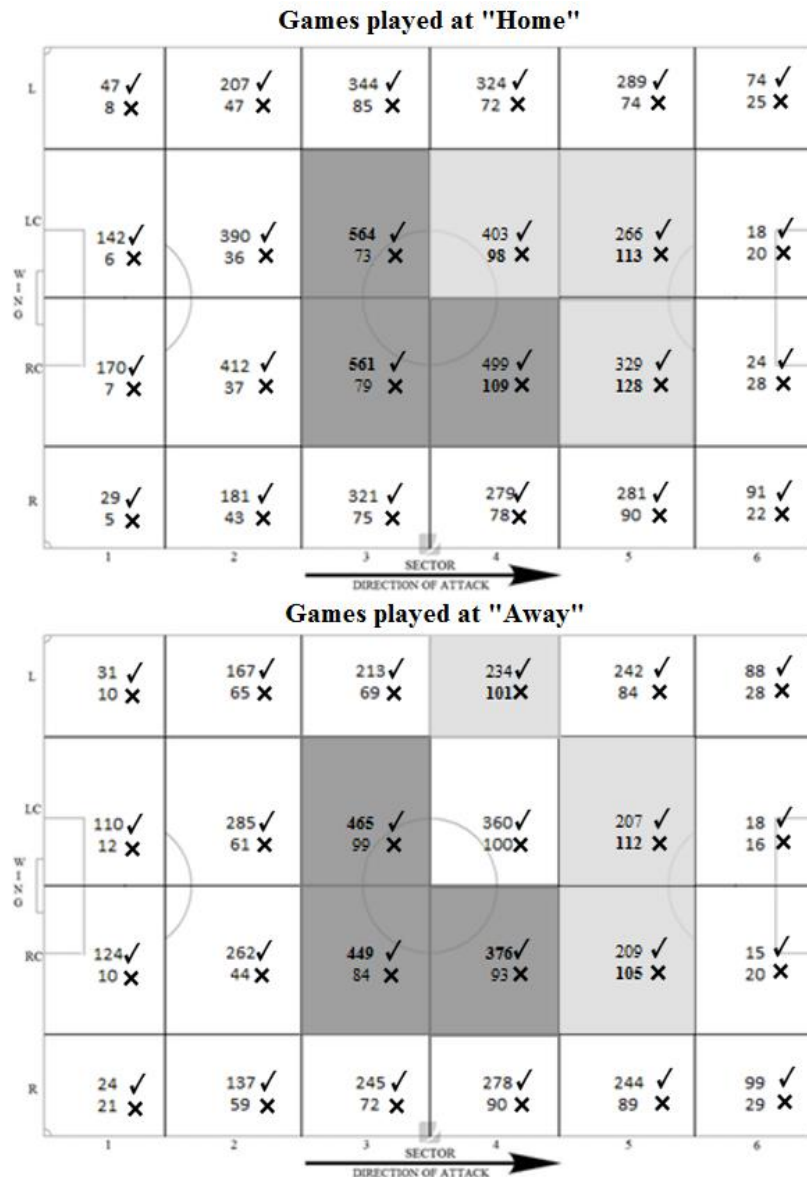 Games played at "Home"
L 47 ✓ 207 ✓ 344 ✓ 324 ✓ 289 ✓ 74 ✓
8 ✗ 47 ✗ 85 ✗ 72 ✗ 74 ✗ 25 ✗
LC 142 ✓ 390 ✓ 564 ✓ 403 ✓ 266 ✓ 18 ✓
6 ✗ 36 ✗ 73 ✗ 98 ✗ 113 ✗ 20 ✗
WING
RC 170 ✓ 412 ✓ 561 ✓ 499 ✓ 329 ✓ 24 ✓
7 ✗ 37 ✗ 79 ✗ 109 ✗ 128 ✗ 28 ✗
R 29 ✓ 181 ✓ 321 ✓ 279 ✓ 281 ✓ 91 ✓
5 ✗ 43 ✗ 75 ✗ 78 ✗ 90 ✗ 22 ✗
1 2 3 4 5 6
SECTOR
DIRECTION OF ATTACK
Games played at "Away"
L 31 ✓ 167 ✓ 213 ✓ 234 ✓ 242 ✓ 88 ✓
10 ✗ 65 ✗ 69 ✗ 101 ✗ 84 ✗ 28 ✗
LC 110 ✓ 285 ✓ 465 ✓ 360 ✓ 207 ✓ 18 ✓
12 ✗ 61 ✗ 99 ✗ 100 ✗ 112 ✗ 16 ✗
WING
RC 124 ✓ 262 ✓ 449 ✓ 376 ✓ 209 ✓ 15 ✓
10 ✗ 44 ✗ 84 ✗ 93 ✗ 105 ✗ 20 ✗
R 24 ✓ 137 ✓ 245 ✓ 278 ✓ 244 ✓ 99 ✓
21 ✗ 59 ✗ 72 ✗ 90 ✗ 89 ✗ 29 ✗
1 2 3 4 5 6
SECTOR
DIRECTION OF ATTACK